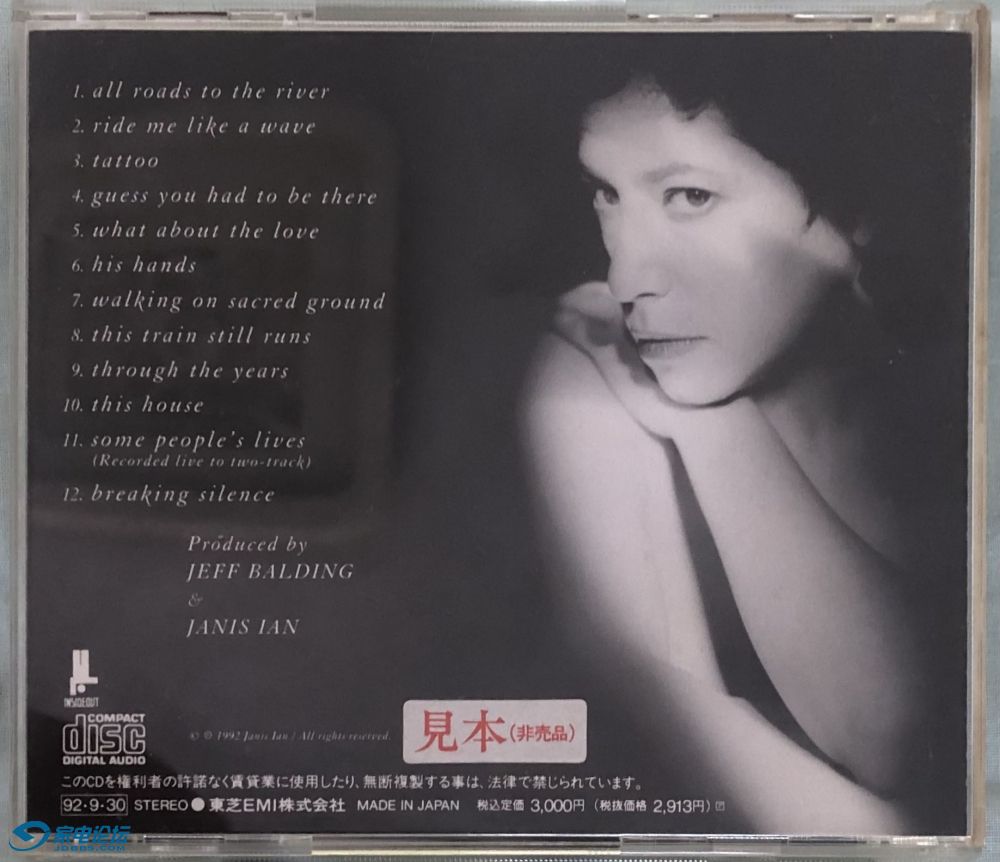 1. all roads to the river
2. ride me like a wave
3. tattoo
4. guess you had to be there
5. what about the love
6. his hands
7. walking on sacred ground
8. this train still runs
9. through the years
10. this house
11. some people's lives
(Recorded live to two-track)
12. breaking silence
Produced by
JEFF BALDING
&
JANIS IAN
INSIDEOUT
COMPACT
disc
DIGITAL AUDIO
© ℗ 1992 Janis Ian / All rights reserved.
見本(非売品)
このCDを権利者の許諾なく賃貸業に使用したり、無断複製する事は、法律で禁じられています。
92・9・30 STEREO ● 東芝EMI株式会社 MADE IN JAPAN 税込定価 3,000円 (税抜価格 2,913円)
家电论坛
JDBBS.COM